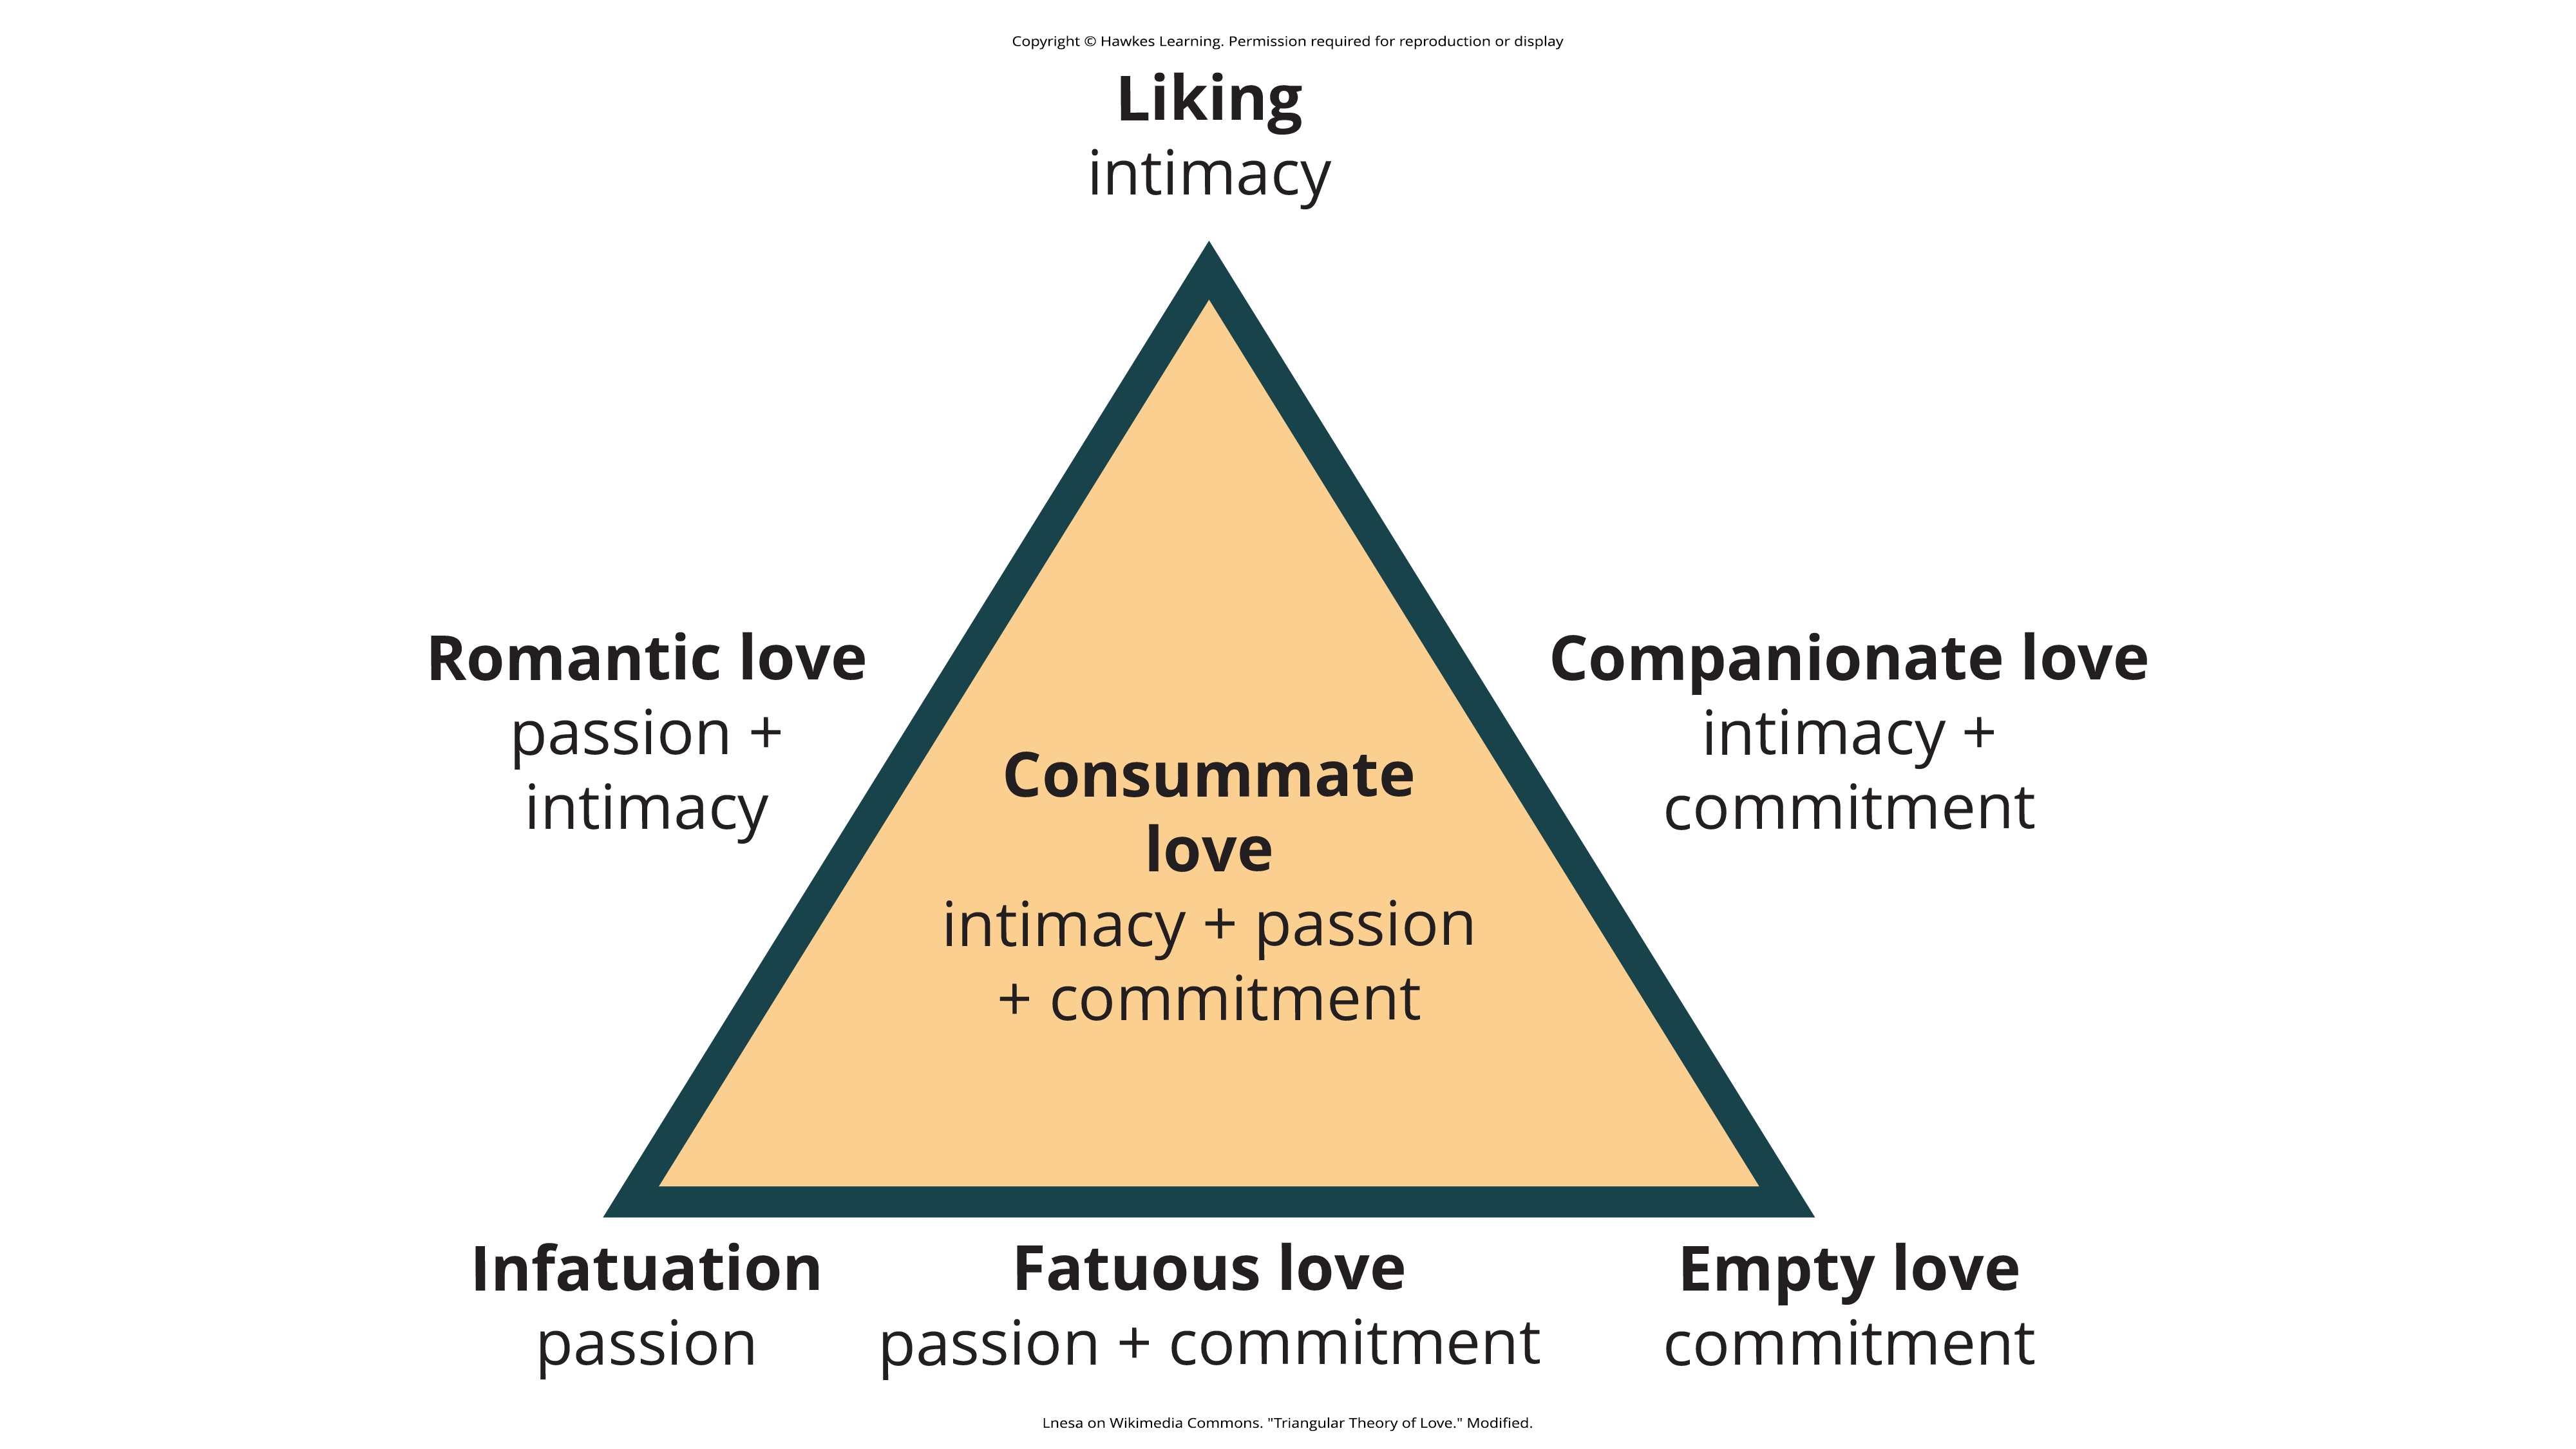 Copyright © Hawkes Learning. Permission required for reproduction or display
Liking
intimacy
Romantic love
passion +
intimacy
Companionate love
intimacy +
commitment
Consummate
love
intimacy + passion
+ commitment
Infatuation
passion
Fatuous love
passion + commitment
Empty love
commitment
Lnesa on Wikimedia Commons. "Triangular Theory of Love." Modified.